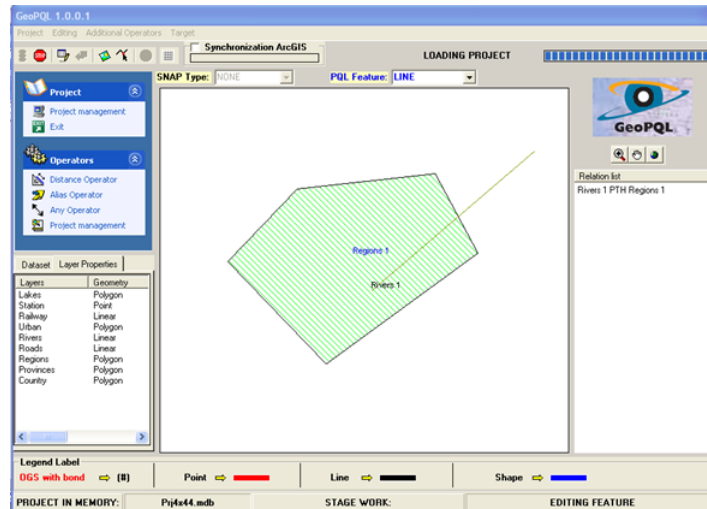 GeoPQL 1.0.0.1
Project Editing Additional Operators Target
Synchronization ArcGIS
LOADING PROJECT
SNAP Type: NONE
PQL Feature: LINE
Project
Project management
Exit
Operators
Distance Operator
Alias Operator
Any Operator
Project management
GeoPQL
Relation list
Rivers 1 PTH Regions 1
Regions 1
Rivers 1
Dataset Layer Properties
Layers Geometry
Lakes Polygon
Station Point
Railway Linear
Urban Polygon
Rivers Linear
Roads Linear
Regions Polygon
Provinces Polygon
Country Polygon
Legend Label
OGS with bond (#) Point Line Shape
PROJECT IN MEMORY: Prj4x44.mdb STAGE WORK: EDITING FEATURE